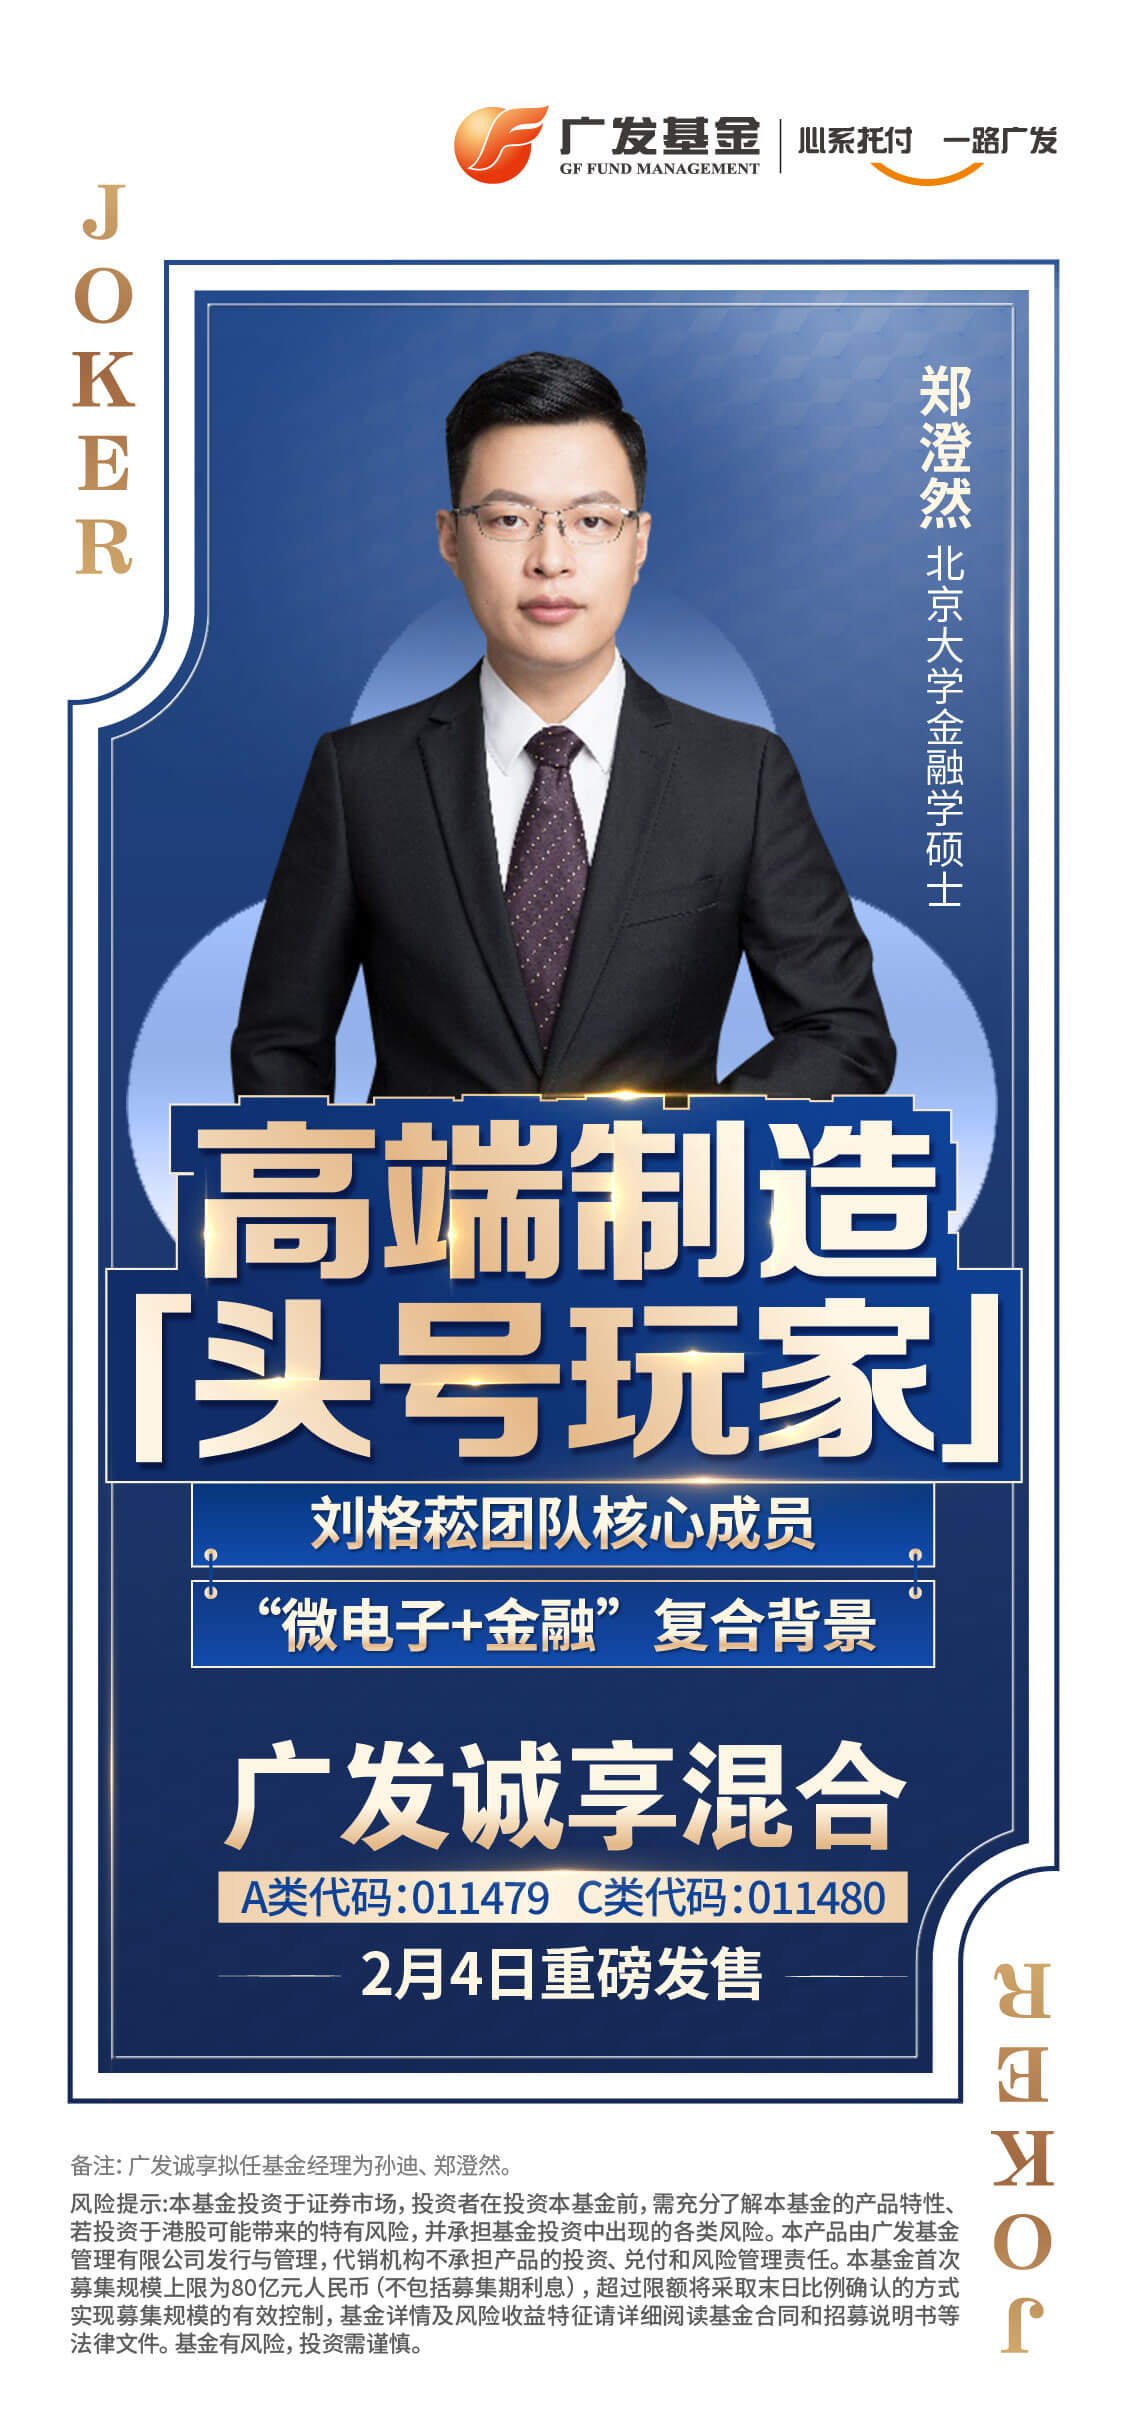 广发基金
GF FUND MANAGEMENT
心系托付 一路广发
JOKER
郑澄然
北京大学金融学硕士
高端制造
「头号玩家」
刘格菘团队核心成员
“微电子+金融” 复合背景
广发诚享混合
A类代码:011479 C类代码:011480
2月4日重磅发售
JOKER
备注: 广发诚享拟任基金经理为孙迪、郑澄然。
风险提示:本基金投资于证券市场, 投资者在投资本基金前, 需充分了解本基金的产品特性、
若投资于港股可能带来的特有风险, 并承担基金投资中出现的各类风险。本产品由广发基金
管理有限公司发行与管理, 代销机构不承担产品的投资、兑付和风险管理责任。本基金首次
募集规模上限为80亿元人民币 (不包括募集期利息) , 超过限额将采取末日比例确认的方式
实现募集规模的有效控制, 基金详情及风险收益特征请详细阅读基金合同和招募说明书等
法律文件。基金有风险, 投资需谨慎。